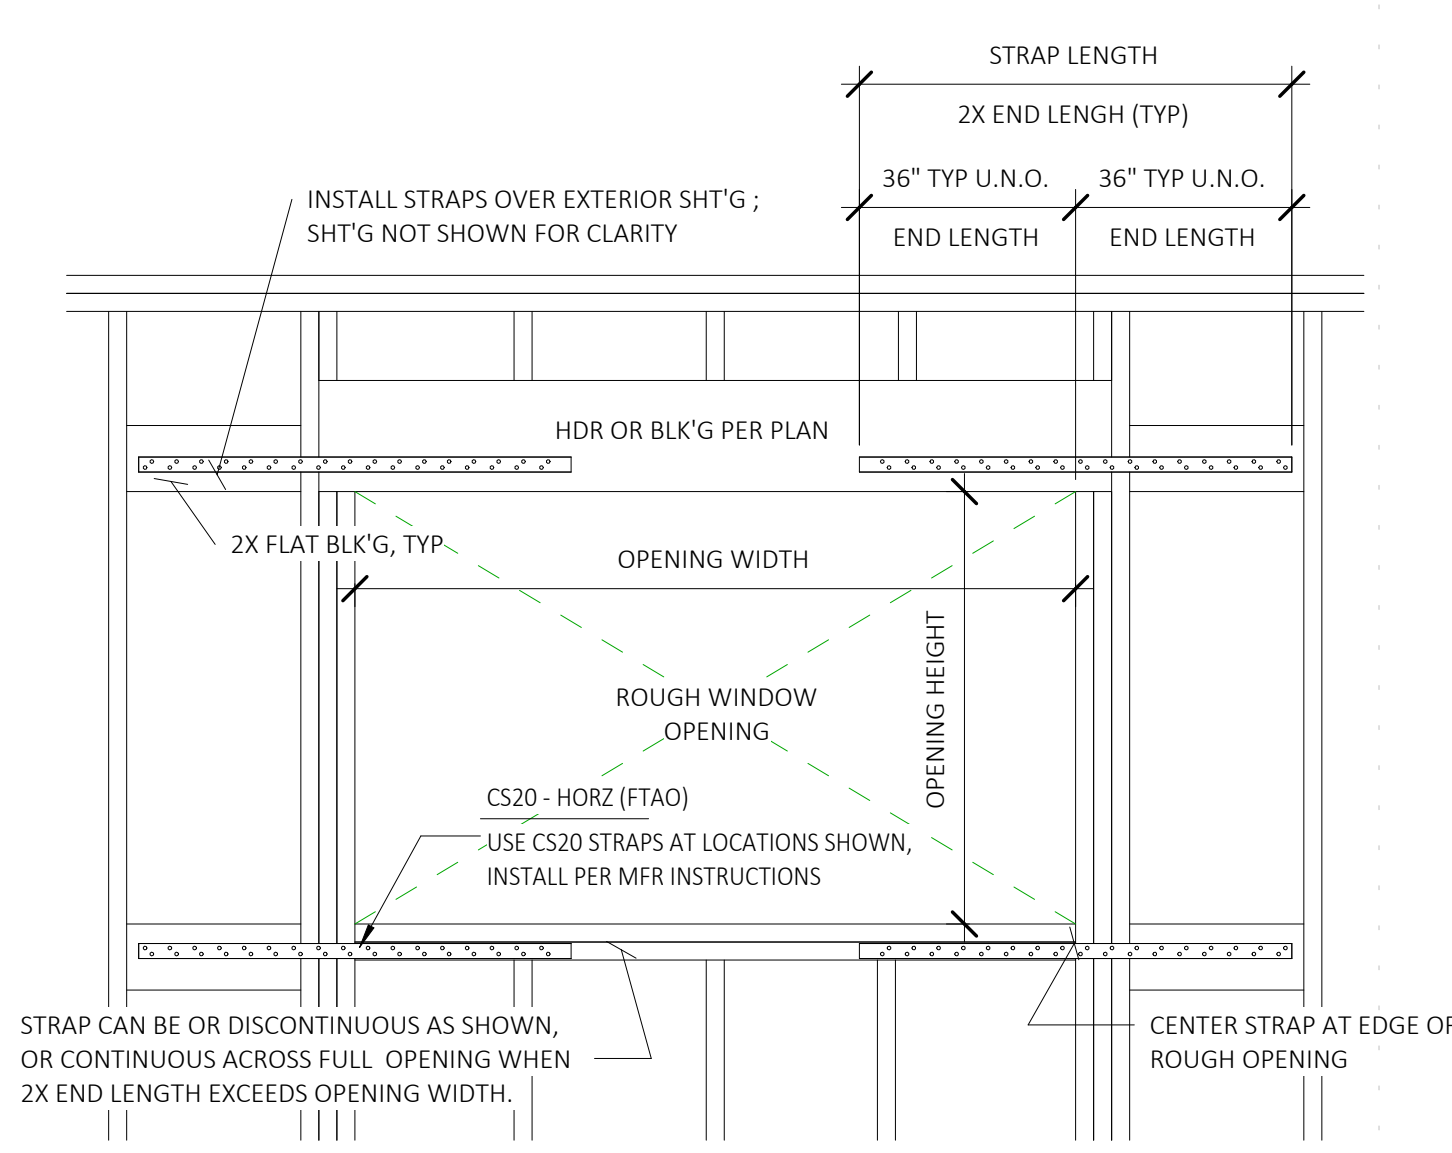 STRAP LENGTH
2X END LENGH (TYP)
36" TYP U.N.O.
36" TYP U.N.O.
END LENGTH
END LENGTH
INSTALL STRAPS OVER EXTERIOR SHT'G ;
SHT'G NOT SHOWN FOR CLARITY
HDR OR BLK'G PER PLAN
2X FLAT BLK'G, TYP
OPENING WIDTH
OPENING HEIGHT
ROUGH WINDOW
OPENING
CS20 - HORZ (FTAO)
USE CS20 STRAPS AT LOCATIONS SHOWN,
INSTALL PER MFR INSTRUCTIONS
STRAP CAN BE OR DISCONTINUOUS AS SHOWN,
OR CONTINUOUS ACROSS FULL OPENING WHEN
2X END LENGTH EXCEEDS OPENING WIDTH.
CENTER STRAP AT EDGE OF
ROUGH OPENING